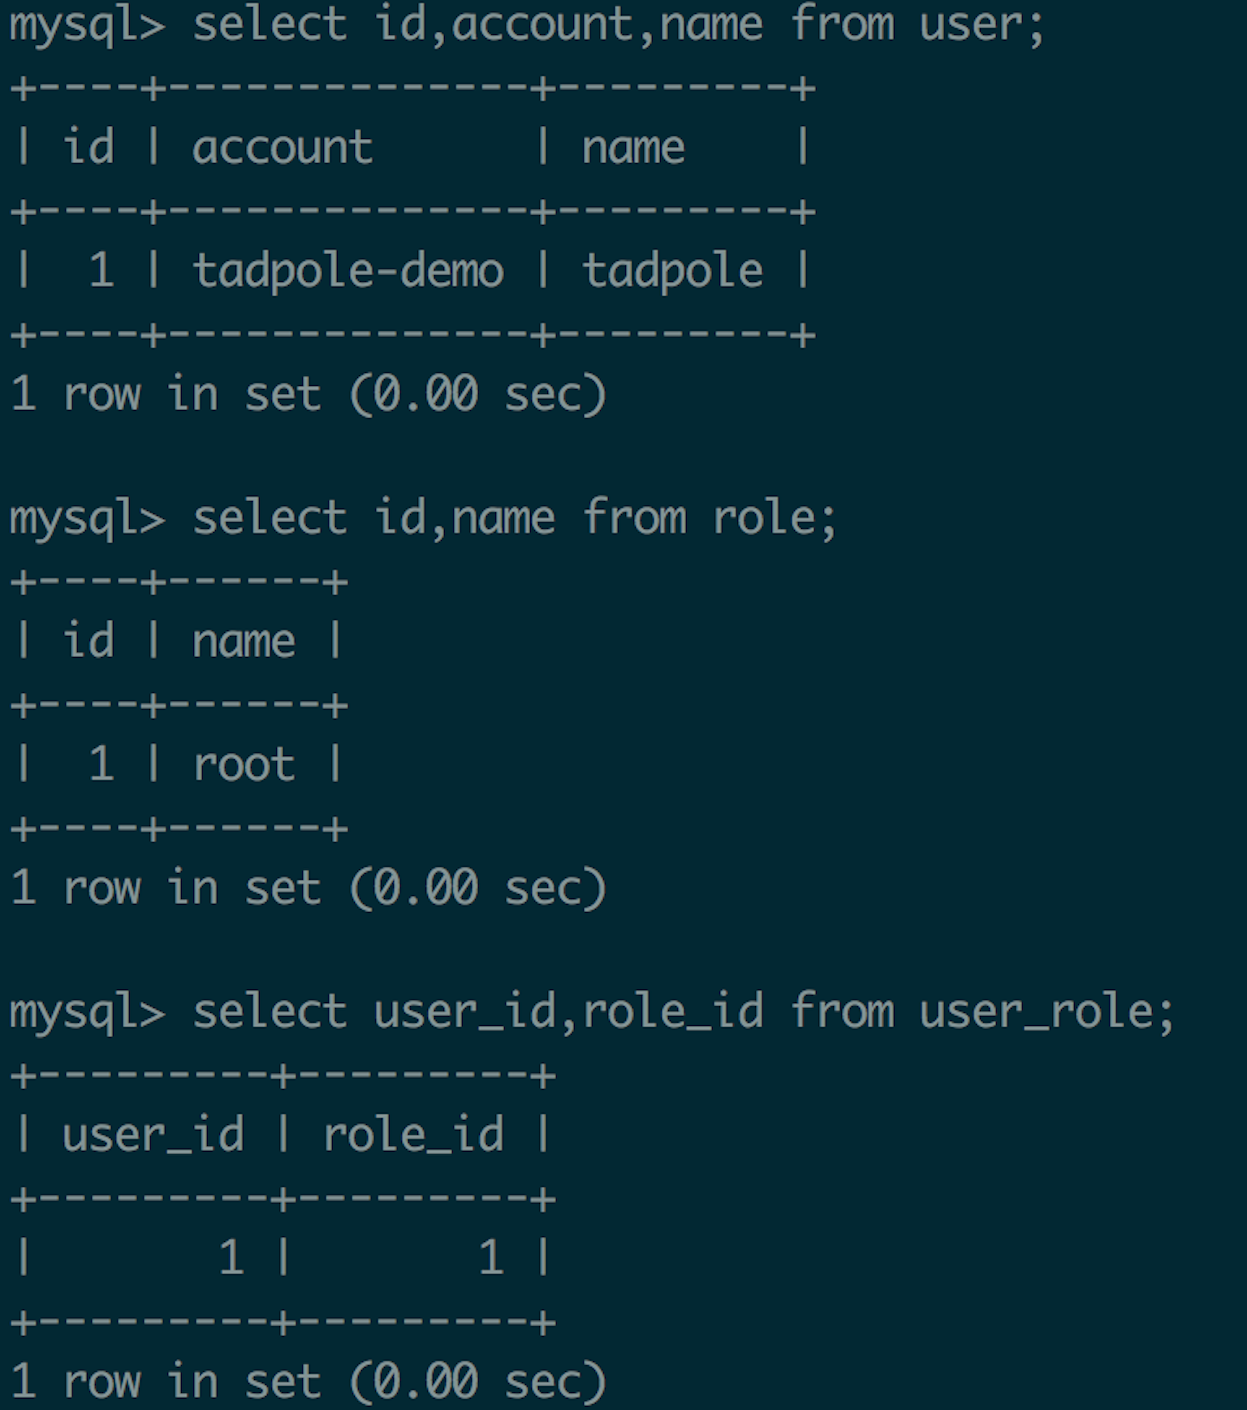 mysql> select id,account,name from user;
+----+--------------+---------+
| id | account      | name    |
+----+--------------+---------+
|  1 | tadpole-demo | tadpole |
+----+--------------+---------+
1 row in set (0.00 sec)

mysql> select id,name from role;
+----+------+
| id | name |
+----+------+
|  1 | root |
+----+------+
1 row in set (0.00 sec)

mysql> select user_id,role_id from user_role;
+---------+---------+
| user_id | role_id |
+---------+---------+
|       1 |       1 |
+---------+---------+
1 row in set (0.00 sec)